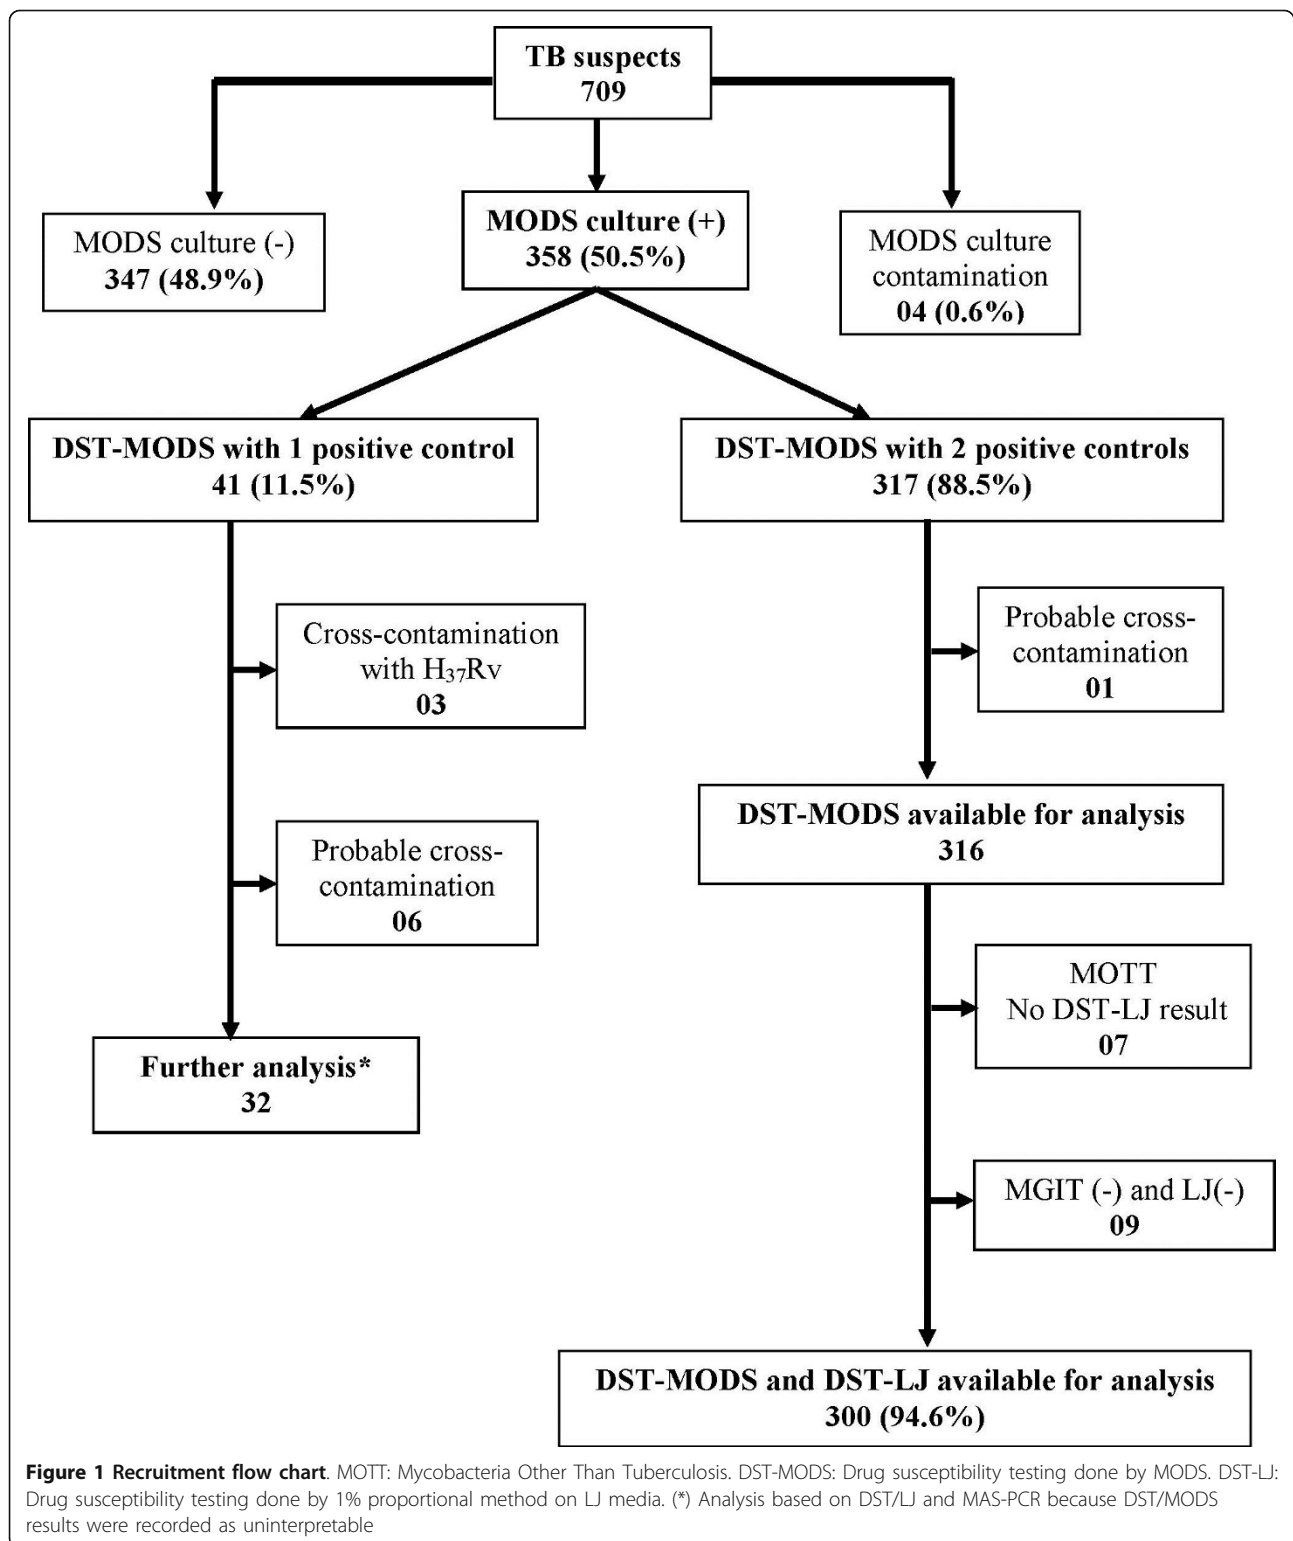 TB suspects
709
MODS culture (-)
347 (48.9%)
MODS culture (+)
358 (50.5%)
MODS culture
contamination
04 (0.6%)
DST-MODS with 1 positive control
41 (11.5%)
DST-MODS with 2 positive controls
317 (88.5%)
Cross-contamination
with H₃₇Rv
03
Probable cross-
contamination
01
DST-MODS available for analysis
316
Probable cross-
contamination
06
MOTT
No DST-LJ result
07
Further analysis*
32
MGIT (-) and LJ(-)
09
DST-MODS and DST-LJ available for analysis
300 (94.6%)
Figure 1 Recruitment flow chart. MOTT: Mycobacteria Other Than Tuberculosis. DST-MODS: Drug susceptibility testing done by MODS. DST-LJ:
Drug susceptibility testing done by 1% proportional method on LJ media. (*) Analysis based on DST/LJ and MAS-PCR because DST/MODS
results were recorded as uninterpretable